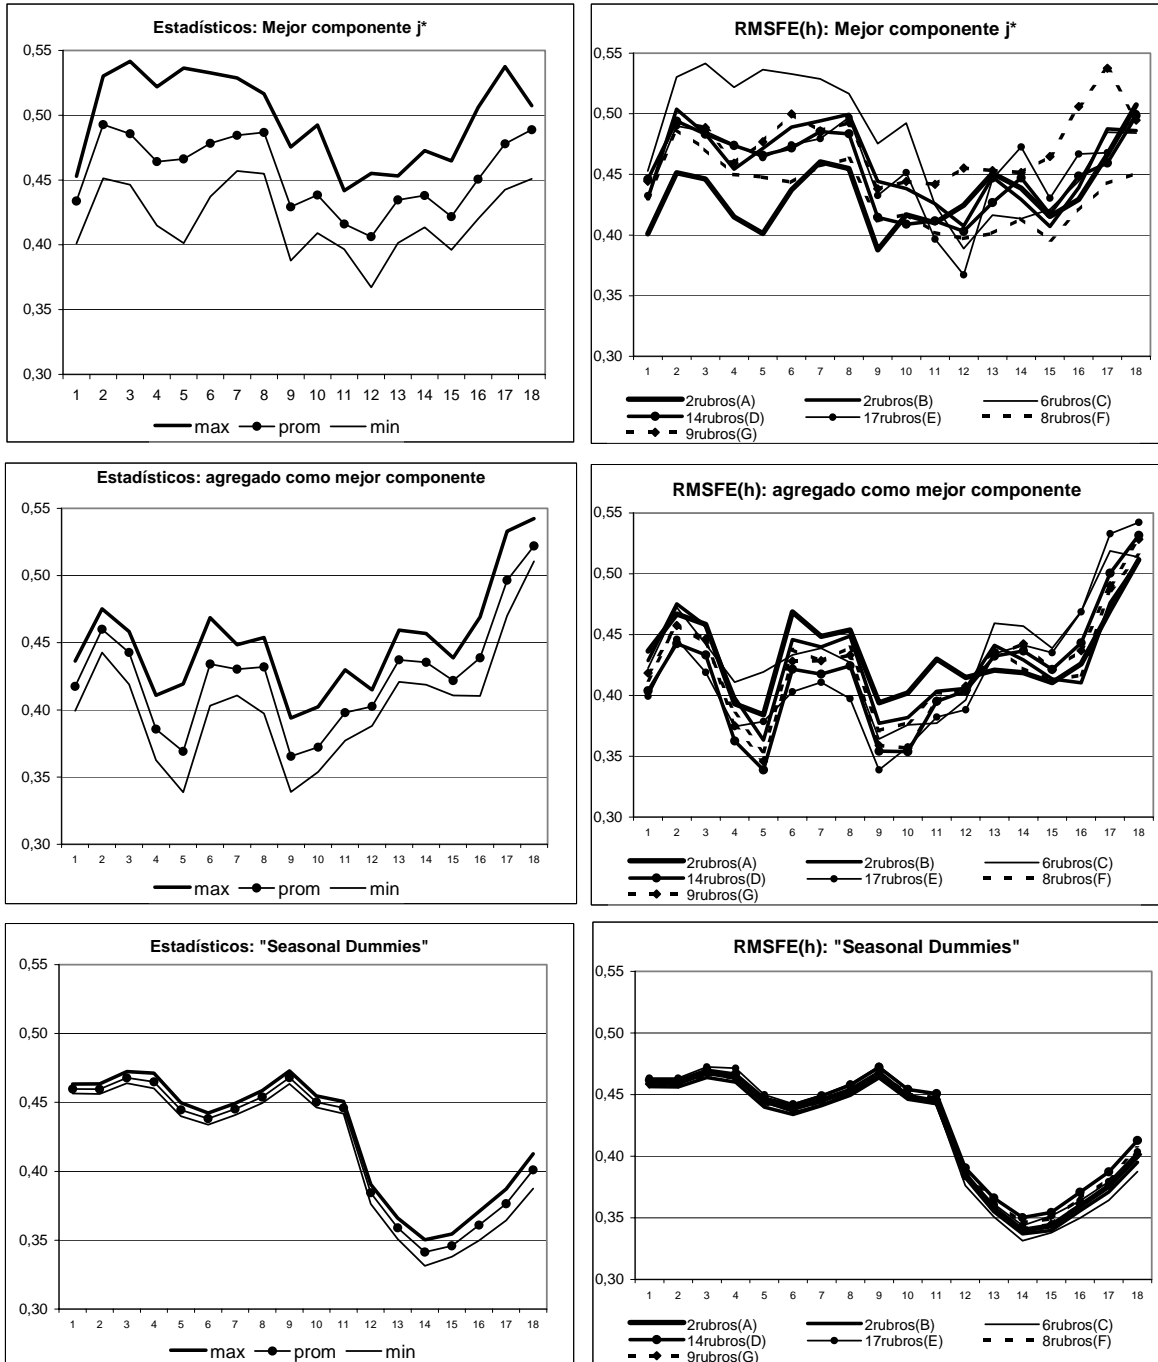 Estadísticos: Mejor componente j*
0,55
0,50
0,45
0,40
0,35
0,30
1 2 3 4 5 6 7 8 9 10 11 12 13 14 15 16 17 18
max prom min
RMSFE(h): Mejor componente j*
0,55
0,50
0,45
0,40
0,35
0,30
1 2 3 4 5 6 7 8 9 10 11 12 13 14 15 16 17 18
2rubros(A) 2rubros(B) 6rubros(C)
14rubros(D) 17rubros(E) 8rubros(F)
9rubros(G)
Estadísticos: agregado como mejor componente
0,55
0,50
0,45
0,40
0,35
0,30
1 2 3 4 5 6 7 8 9 10 11 12 13 14 15 16 17 18
max prom min
RMSFE(h): agregado como mejor componente
0,55
0,50
0,45
0,40
0,35
0,30
1 2 3 4 5 6 7 8 9 10 11 12 13 14 15 16 17 18
2rubros(A) 2rubros(B) 6rubros(C)
14rubros(D) 17rubros(E) 8rubros(F)
9rubros(G)
Estadísticos: "Seasonal Dummies"
0,55
0,50
0,45
0,40
0,35
0,30
1 2 3 4 5 6 7 8 9 10 11 12 13 14 15 16 17 18
max prom min
RMSFE(h): "Seasonal Dummies"
0,55
0,50
0,45
0,40
0,35
0,30
1 2 3 4 5 6 7 8 9 10 11 12 13 14 15 16 17 18
2rubros(A) 2rubros(B) 6rubros(C)
14rubros(D) 17rubros(E) 8rubros(F)
9rubros(G)